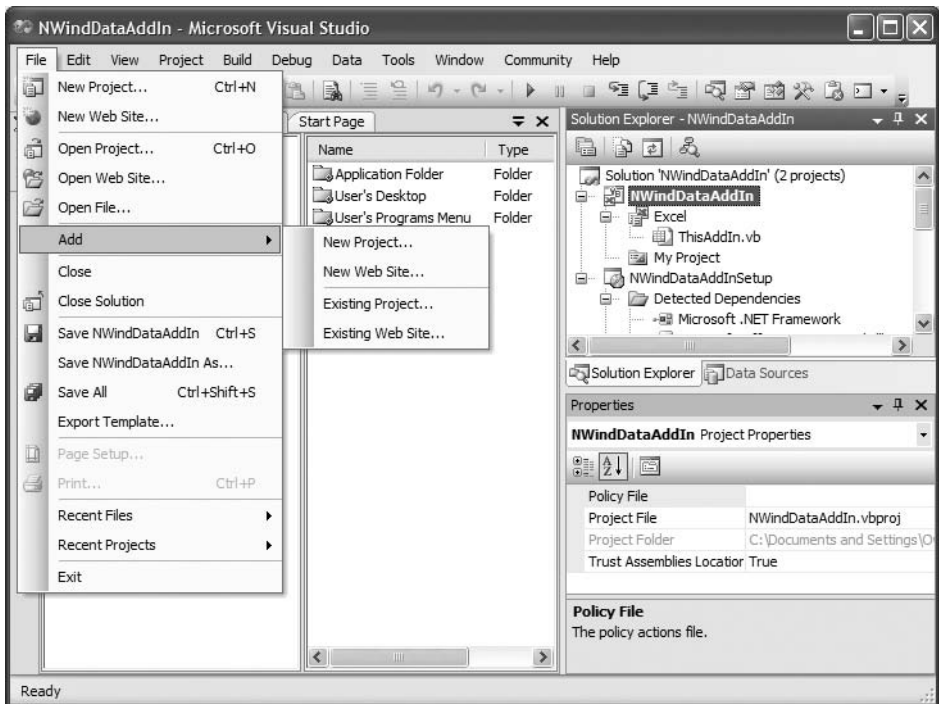 NWindDataAddIn - Microsoft Visual Studio
File Edit View Project Build Debug Data Tools Window Community Help
New Project... Ctrl+N
New Web Site...
Open Project... Ctrl+O
Open Web Site...
Open File...
Add
Close
Close Solution
Save NWindDataAddIn Ctrl+S
Save NWindDataAddIn As...
Save All Ctrl+Shift+S
Export Template...
Page Setup...
Print... Ctrl+P
Recent Files
Recent Projects
Exit
New Project...
New Web Site...
Existing Project...
Existing Web Site...
Start Page
Name Type
Application Folder Folder
User's Desktop Folder
User's Programs Menu Folder
Solution Explorer - NWindDataAddIn
Solution 'NWindDataAddIn' (2 projects)
NWindDataAddIn
Excel
ThisAddIn.vb
My Project
NWindDataAddInSetup
Detected Dependencies
Microsoft .NET Framework
Solution Explorer Data Sources
Properties
NWindDataAddIn Project Properties
Policy File
Project File NWindDataAddIn.vbproj
Project Folder C:\Documents and Settings\O
Trust Assemblies Locatior True
Policy File
The policy actions file.
Ready